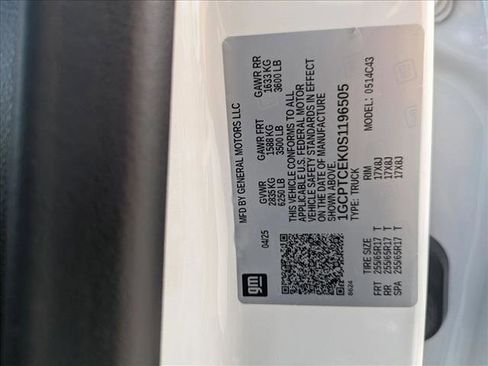 gm
MFD BY GENERAL MOTORS LLC
04/25
GVWR GAWR FRT GAWR RR
2835 KG 1588 KG 1633 KG
6250 LB 3500 LB 3600 LB
THIS VEHICLE CONFORMS TO ALL
APPLICABLE U.S. FEDERAL MOTOR
VEHICLE SAFETY STANDARDS IN EFFECT
ON THE DATE OF MANUFACTURE
SHOWN ABOVE.
1GCPTCEK0S1196505
TYPE: TRUCK MODEL: 0514C43
8624
TIRE SIZE RIM
FRT 255/65R17 T 17X8J
RR 255/65R17 T 17X8J
SPA 255/65R17 T 17X8J